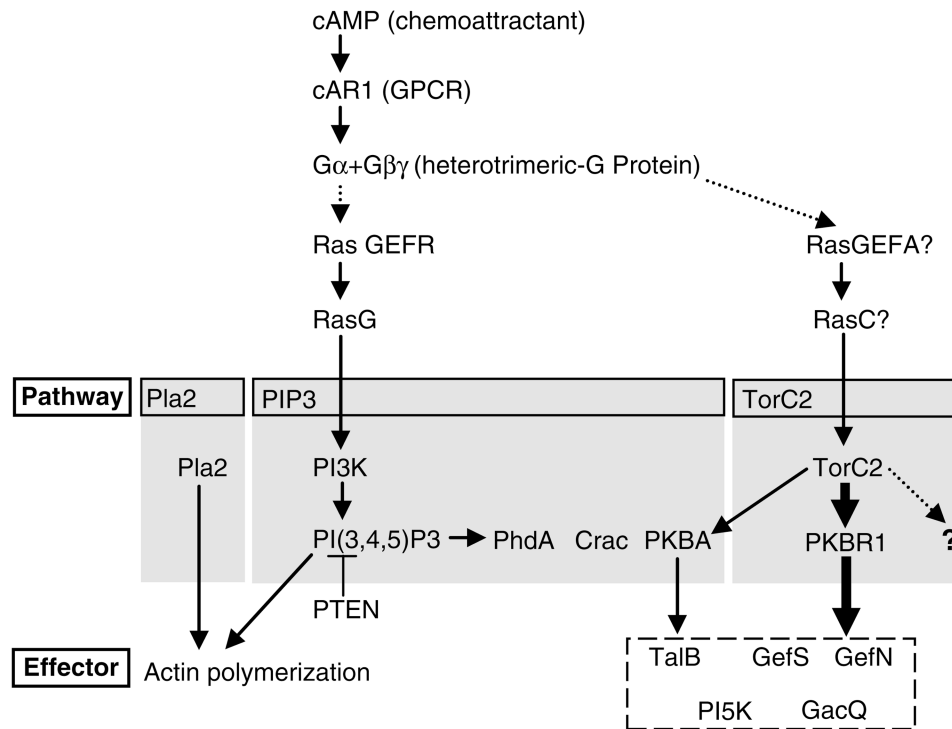 cAMP (chemoattractant)
cAR1 (GPCR)
Gα+Gβγ (heterotrimeric-G Protein)
Ras GEFR RasGEFA?
RasG RasC?
Pathway Pla2 PIP3 TorC2
Pla2 PI3K TorC2
PI(3,4,5)P3 PhdA Crac PKBA PKBR1 ?
PTEN
Effector Actin polymerization TalB GefS GefN
PI5K GacQ